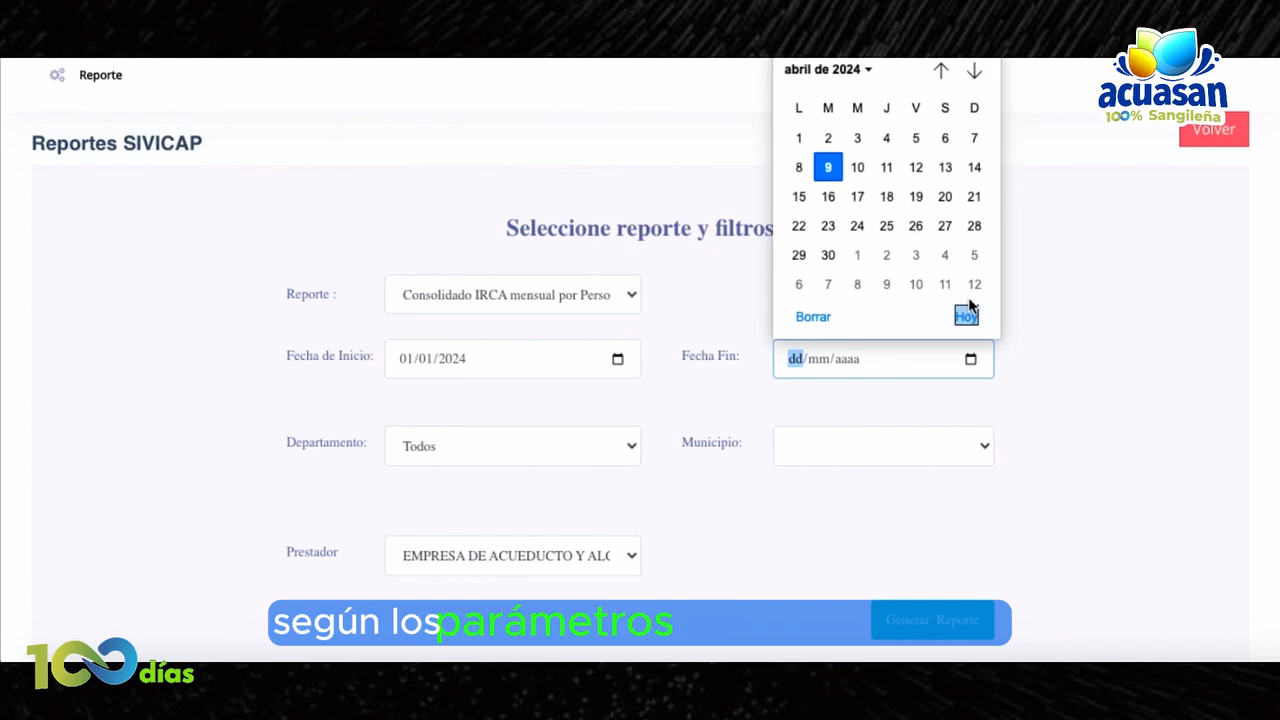 Reporte
acuasan
100% Sangileña
Volver
Reportes SIVICAP
Seleccione reporte y filtros
abril de 2024
L M M J V S D
1 2 3 4 5 6 7
8 9 10 11 12 13 14
15 16 17 18 19 20 21
22 23 24 25 26 27 28
29 30 1 2 3 4 5
6 7 8 9 10 11 12
Borrar Hoy
Reporte : Consolidado IRCA mensual por Perso
Fecha de Inicio: 01/01/2024 Fecha Fin: dd/mm/aaaa
Departamento: Todos Municipio:
Prestador EMPRESA DE ACUEDUCTO Y ALC
según los parámetros
Generar Reporte
100 días